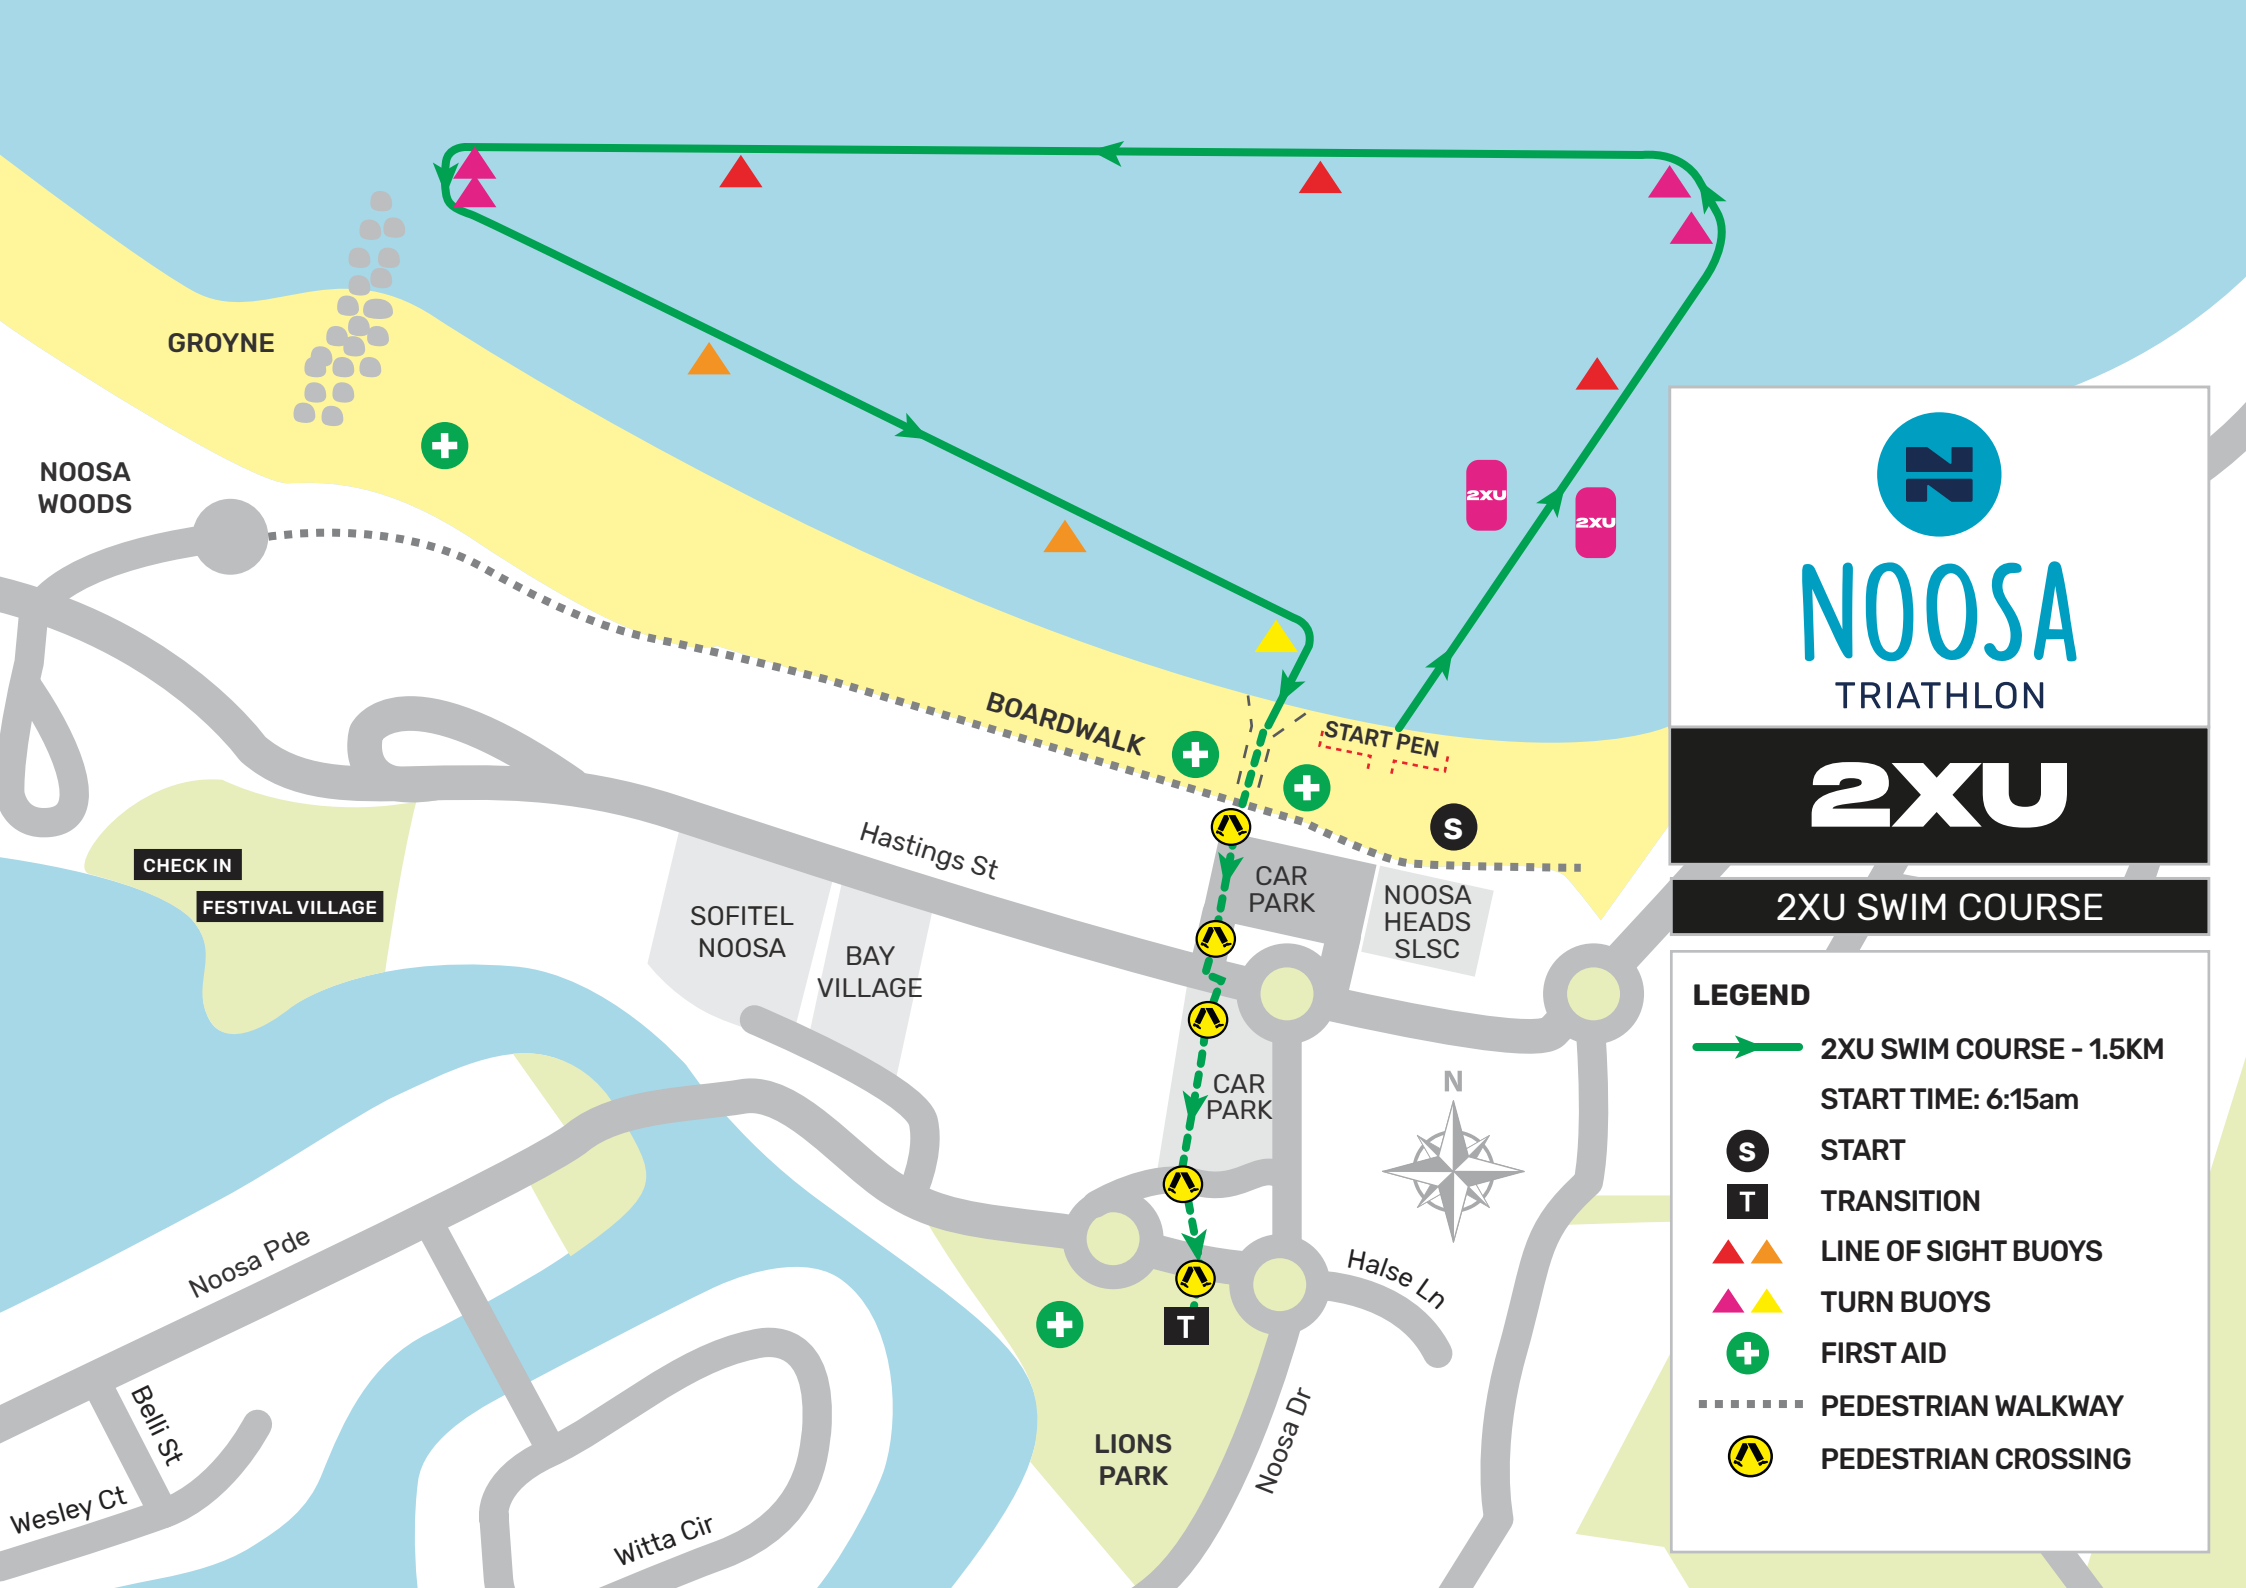 GROYNE
NOOSA
WOODS
2XU
2XU
BOARDWALK
START PEN
S
Hastings St
CHECK IN
FESTIVAL VILLAGE
SOFITEL
NOOSA
BAY
VILLAGE
CAR
PARK
NOOSA
HEADS
SLSC
CAR
PARK
N
Noosa Pde
Halse Ln
T
LIONS
PARK
Noosa Dr
Belli St
Wesley Ct
Witta Cir
N
NOOSA
TRIATHLON
2XU
2XU SWIM COURSE
LEGEND
2XU SWIM COURSE - 1.5KM
START TIME: 6:15am
S START
T TRANSITION
LINE OF SIGHT BUOYS
TURN BUOYS
FIRST AID
PEDESTRIAN WALKWAY
PEDESTRIAN CROSSING